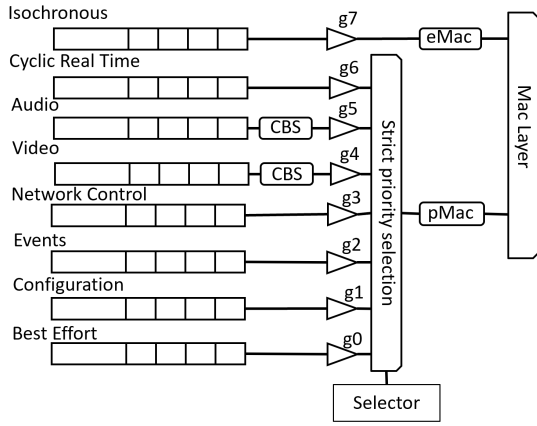 Isochronous
g7
eMac
Mac Layer
Cyclic Real Time
g6
Audio
CBS
g5
Video
CBS
g4
Strict priority selection
Network Control
g3
pMac
Events
g2
Configuration
g1
Best Effort
g0
Selector